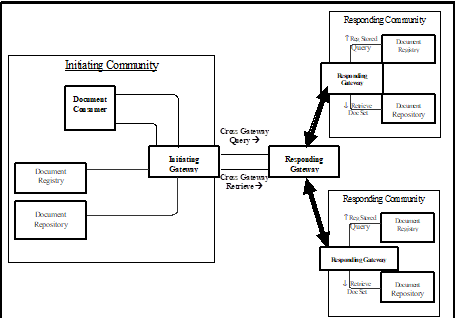 Initiating Community
Document
Consumer
Document
Registry
Document
Repository
Initiating
Gateway
Cross Gateway
Query →
Cross Gateway
Retrieve →
Responding
Gateway
Responding Community
↑Reg Stored
Query
Document
Registry
Responding
Gateway
↓ Retrieve
Doc Set
Document
Repository
Responding Community
↑Reg Stored
Query
Document
Registry
Responding Gateway
↓ Retrieve
Doc Set
Document
Repository